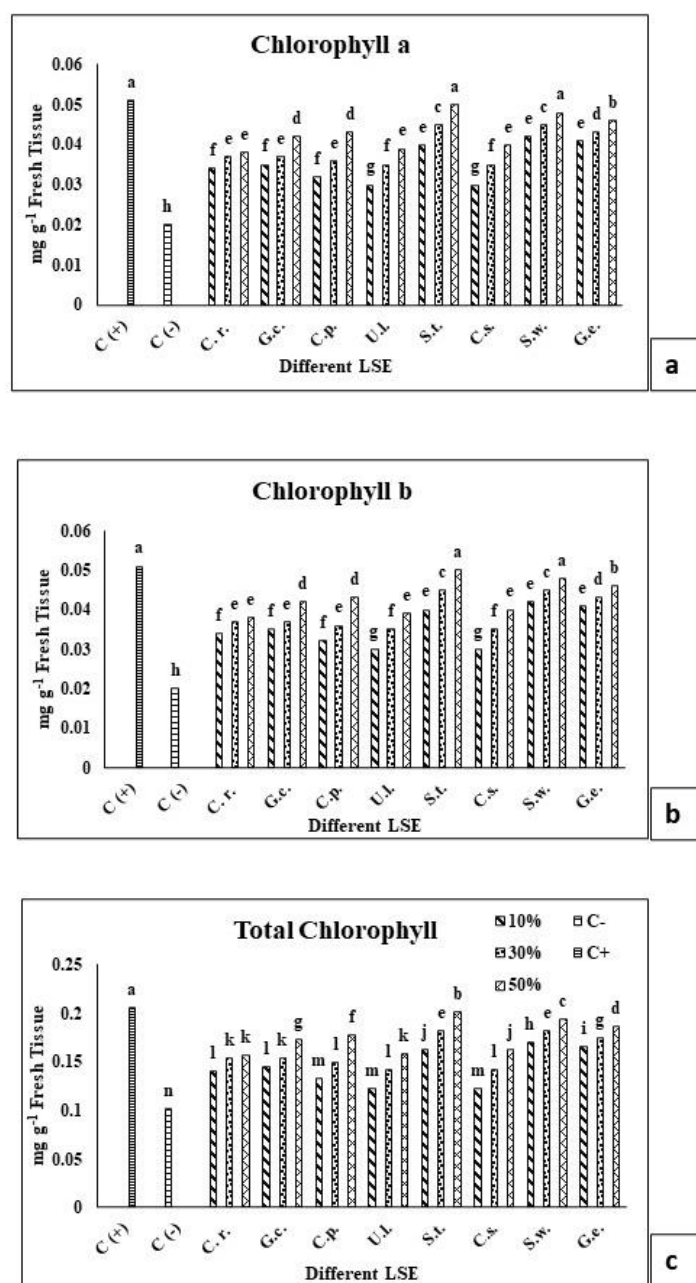 Chlorophyll a
0.06
0.05
0.04
0.03
0.02
0.01
0
mg g-1 Fresh Tissue
a
h
f e e
f e d
f e d
g f e
e c a
g f e
e c a
e d b
C (+) C (-) C. r. G.c. C.p. U.l. S.t. C.s. S.w. G.e.
Different LSE
a
Chlorophyll b
0.06
0.05
0.04
0.03
0.02
0.01
0
mg g-1 Fresh Tissue
a
h
f e e
f e d
f e d
g f e
e c a
g f e
e c a
e d b
C (+) C (-) C. r. G.c. C.p. U.l. S.t. C.s. S.w. G.e.
Different LSE
b
Total Chlorophyll
10% C-
30% C+
50%
0.25
0.2
0.15
0.1
0.05
0
mg g-1 Fresh Tissue
a
n
l k k
l k g
m l f
m l k
j e b
m l j
h e c
i g d
C (+) C (-) C. r. G.c. C.p. U.l. S.t. C.s. S.w. G.e.
Different LSE
c